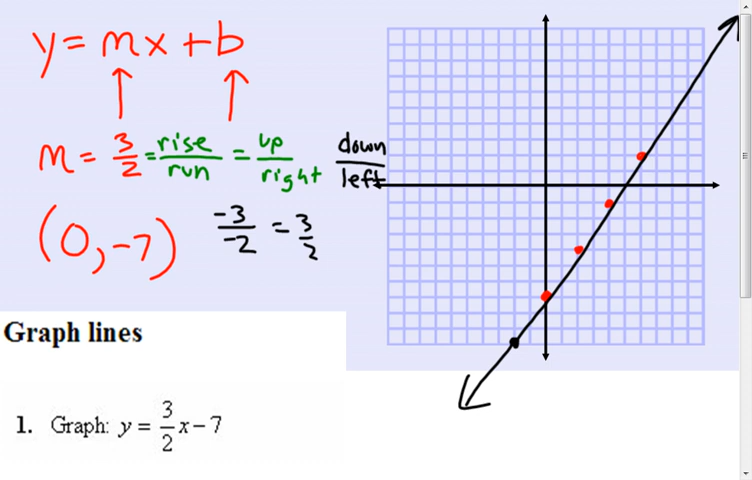 y = mx + b
m = 3/2 = rise/run = up/right down/left
(0, -7) -3/-2 = 3/2
Graph lines
1. Graph: y = 3/2 x - 7